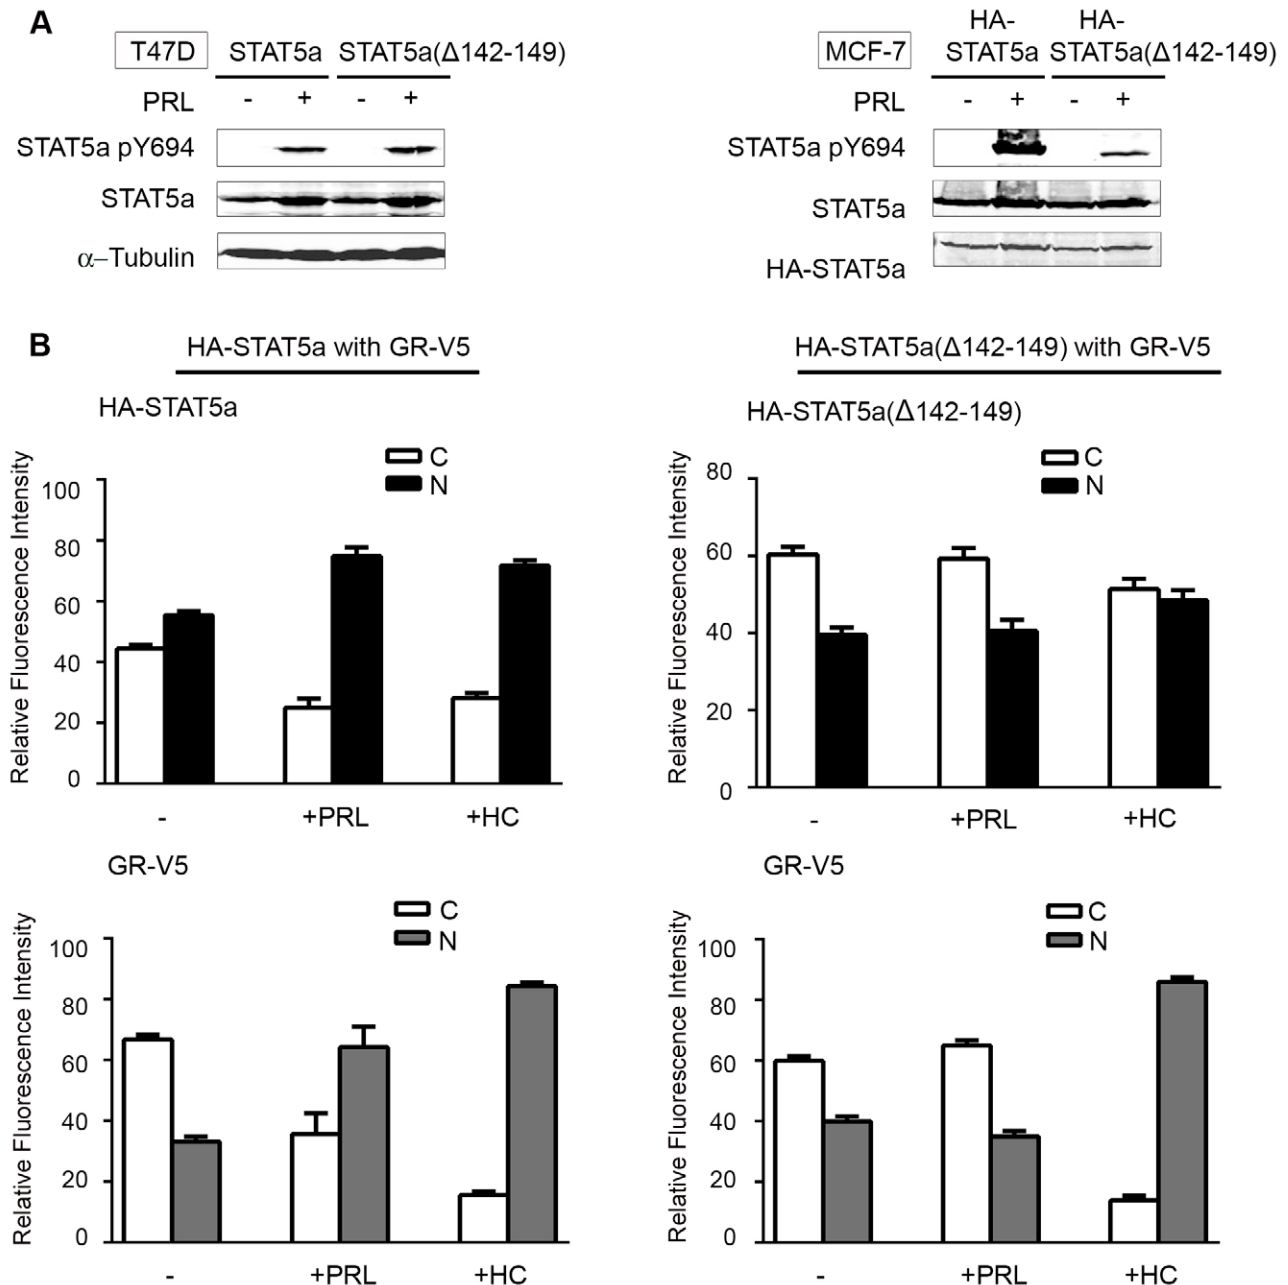 A
T47D STAT5a STAT5a(Δ142-149)
PRL - + - +
STAT5a pY694
STAT5a
α–Tubulin
HA- HA-
MCF-7 STAT5a STAT5a(Δ142-149)
PRL - + - +
STAT5a pY694
STAT5a
HA-STAT5a
B
HA-STAT5a with GR-V5
HA-STAT5a
Relative Fluorescence Intensity
C
N
100
80
60
40
20
0
- +PRL +HC
HA-STAT5a(Δ142-149) with GR-V5
HA-STAT5a(Δ142-149)
Relative Fluorescence Intensity
C
N
80
60
40
20
0
- +PRL +HC
GR-V5
Relative Fluorescence Intensity
C
N
100
80
60
40
20
0
- +PRL +HC
GR-V5
Relative Fluorescence Intensity
C
N
100
80
60
40
20
0
- +PRL +HC